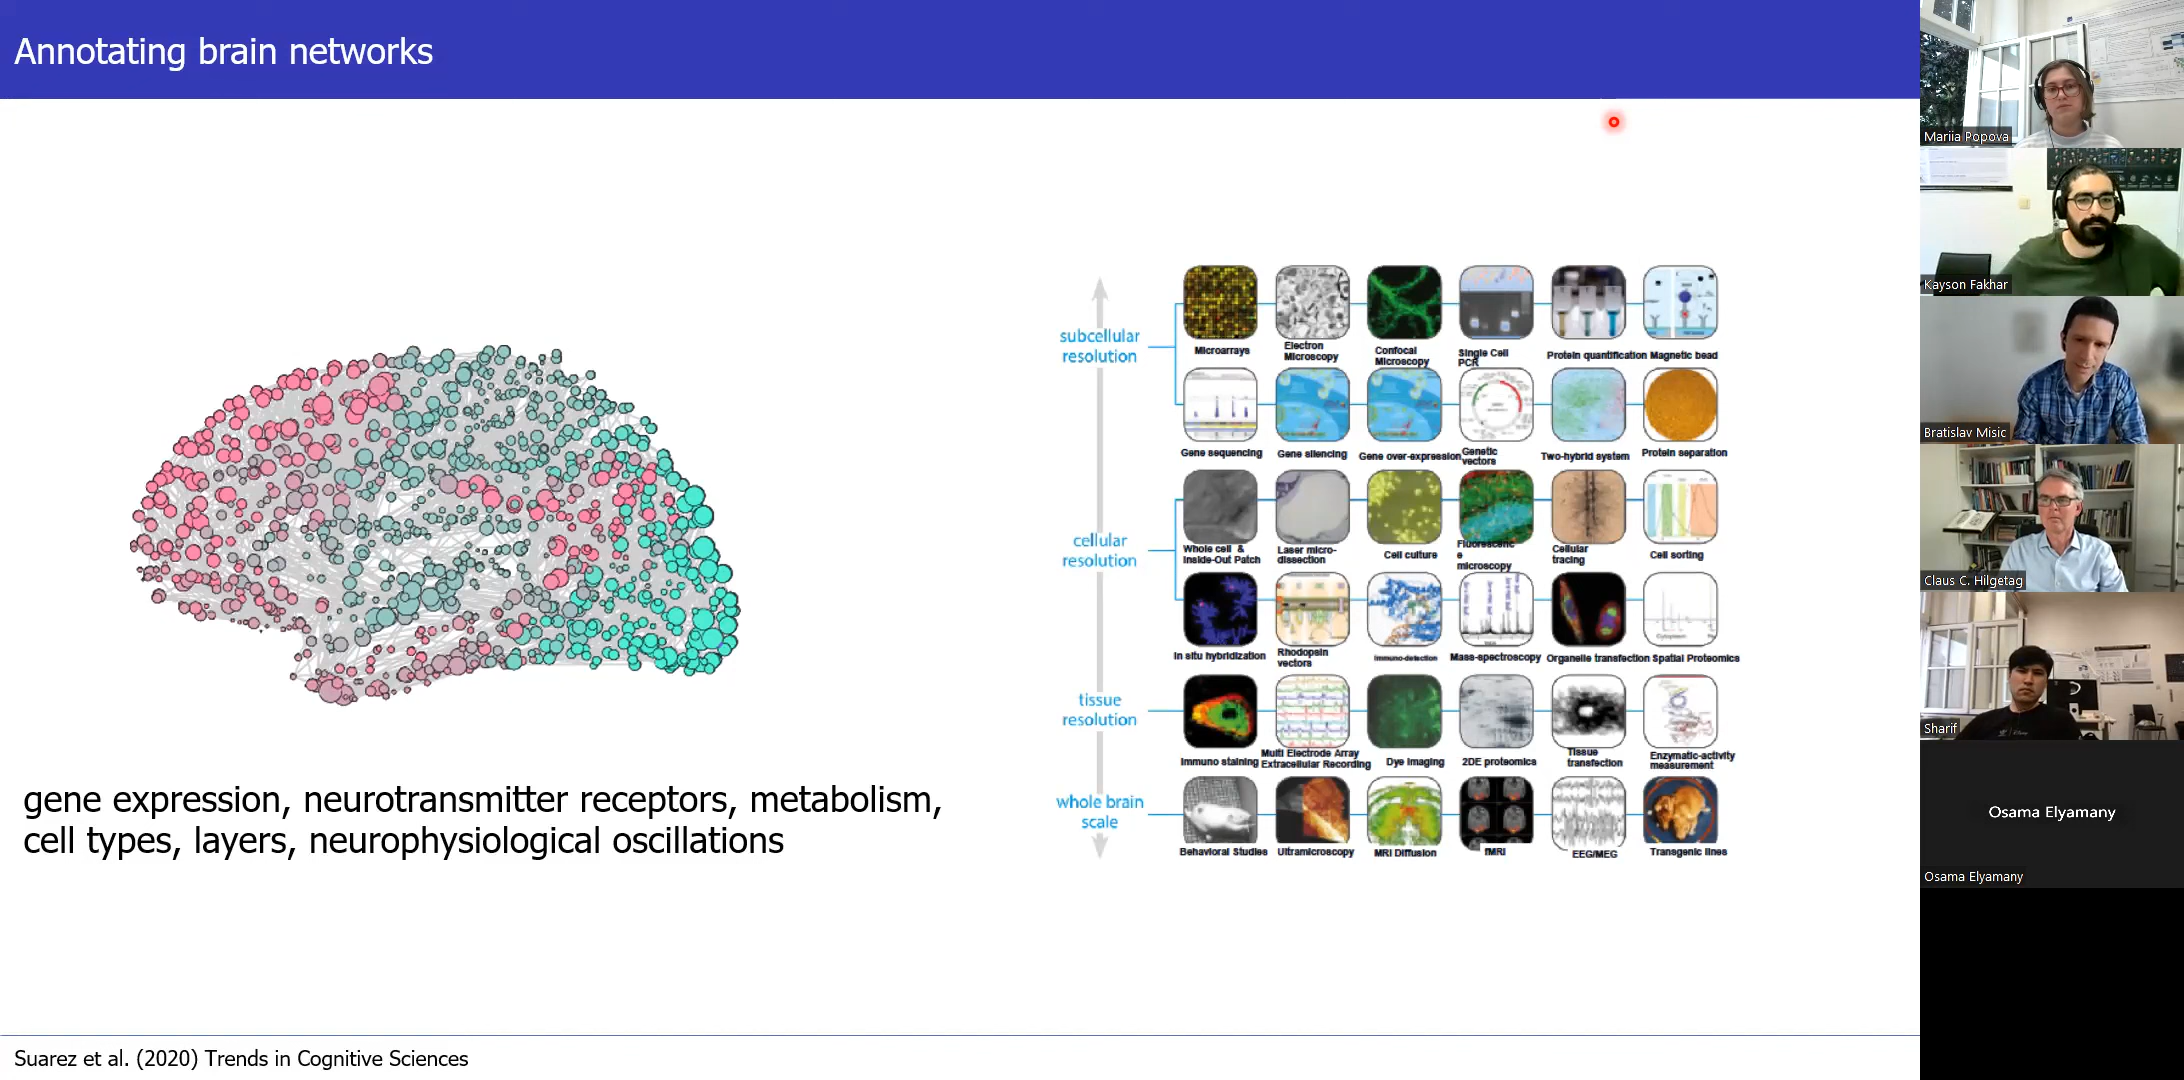 Annotating brain networks
subcellular
resolution
Microarrays
Electron
Microscopy
Confocal
Microscopy
Single Cell
PCR
Protein quantification
Magnetic bead
Gene sequencing
Gene silencing
Gene over-expression
Genetic
vectors
Two-hybrid system
Protein separation
cellular
resolution
Whole cell &
Inside-Out Patch
Laser micro-
dissection
Cell culture
Fluorescenc
e
microscopy
Cellular
tracing
Cell sorting
In situ hybridization
Rhodopsin
vectors
Immuno-detection
Mass-spectroscopy
Organelle transfection
Spatial Proteomics
tissue
resolution
Immuno staining
Multi Electrode Array
Extracellular Recording
Dye imaging
2DE proteomics
Tissue
transfection
Enzymatic-activity
measurement
whole brain
scale
Behavioral Studies
Ultramicroscopy
MRI Diffusion
fMRI
EEG/MEG
Transgenic lines
gene expression, neurotransmitter receptors, metabolism,
cell types, layers, neurophysiological oscillations
Suarez et al. (2020) Trends in Cognitive Sciences
Mariia Popova
Kayson Fakhar
Bratislav Misic
Claus C. Hilgetag
Sharif
Osama Elyamany
Osama Elyamany